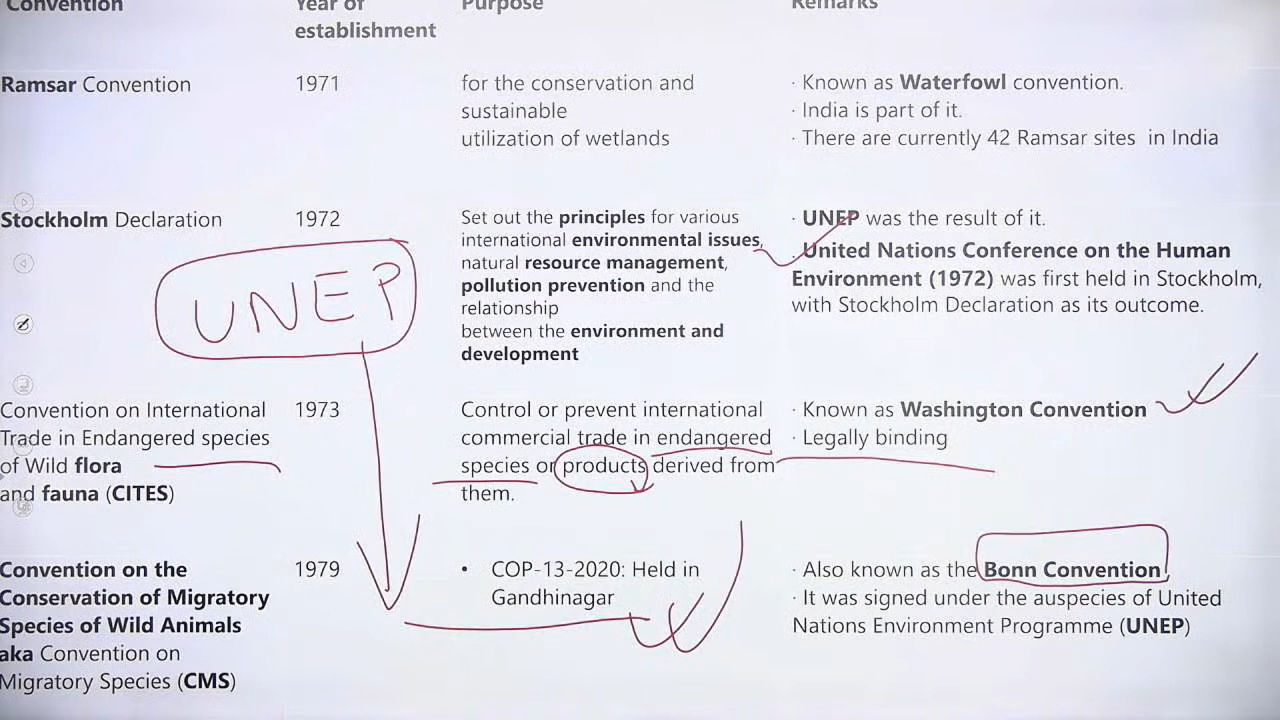 Convention Year of Purpose Remarks
establishment
Ramsar Convention 1971 for the conservation and · Known as Waterfowl convention.
sustainable · India is part of it.
utilization of wetlands · There are currently 42 Ramsar sites in India
Stockholm Declaration 1972 Set out the principles for various · UNEP was the result of it.
international environmental issues, · United Nations Conference on the Human
natural resource management, Environment (1972) was first held in Stockholm,
pollution prevention and the with Stockholm Declaration as its outcome.
relationship
between the environment and
development
UNEP
Convention on International 1973 Control or prevent international · Known as Washington Convention
Trade in Endangered species commercial trade in endangered · Legally binding
of Wild flora species or products derived from
and fauna (CITES) them.
Convention on the 1979 • COP-13-2020: Held in · Also known as the Bonn Convention
Conservation of Migratory Gandhinagar · It was signed under the auspecies of United
Species of Wild Animals Nations Environment Programme (UNEP)
aka Convention on
Migratory Species (CMS)